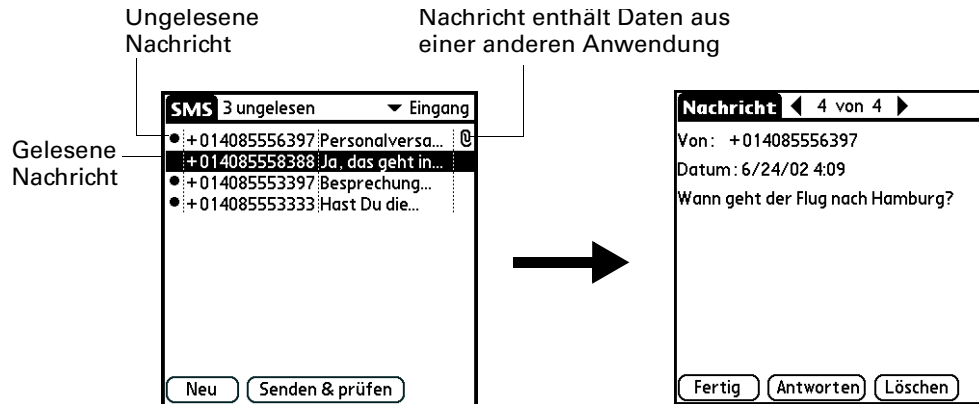 Ungelesene
Nachricht
Nachricht enthält Daten aus
einer anderen Anwendung
Gelesene
Nachricht
SMS 3 ungelesen Eingang
+014085556397 Personalversa...
+014085558388 Ja, das geht in...
+014085553397 Besprechung...
+014085553333 Hast Du die...
Neu Senden & prüfen
Nachricht 4 von 4
Von: +014085556397
Datum: 6/24/02 4:09
Wann geht der Flug nach Hamburg?
Fertig Antworten Löschen